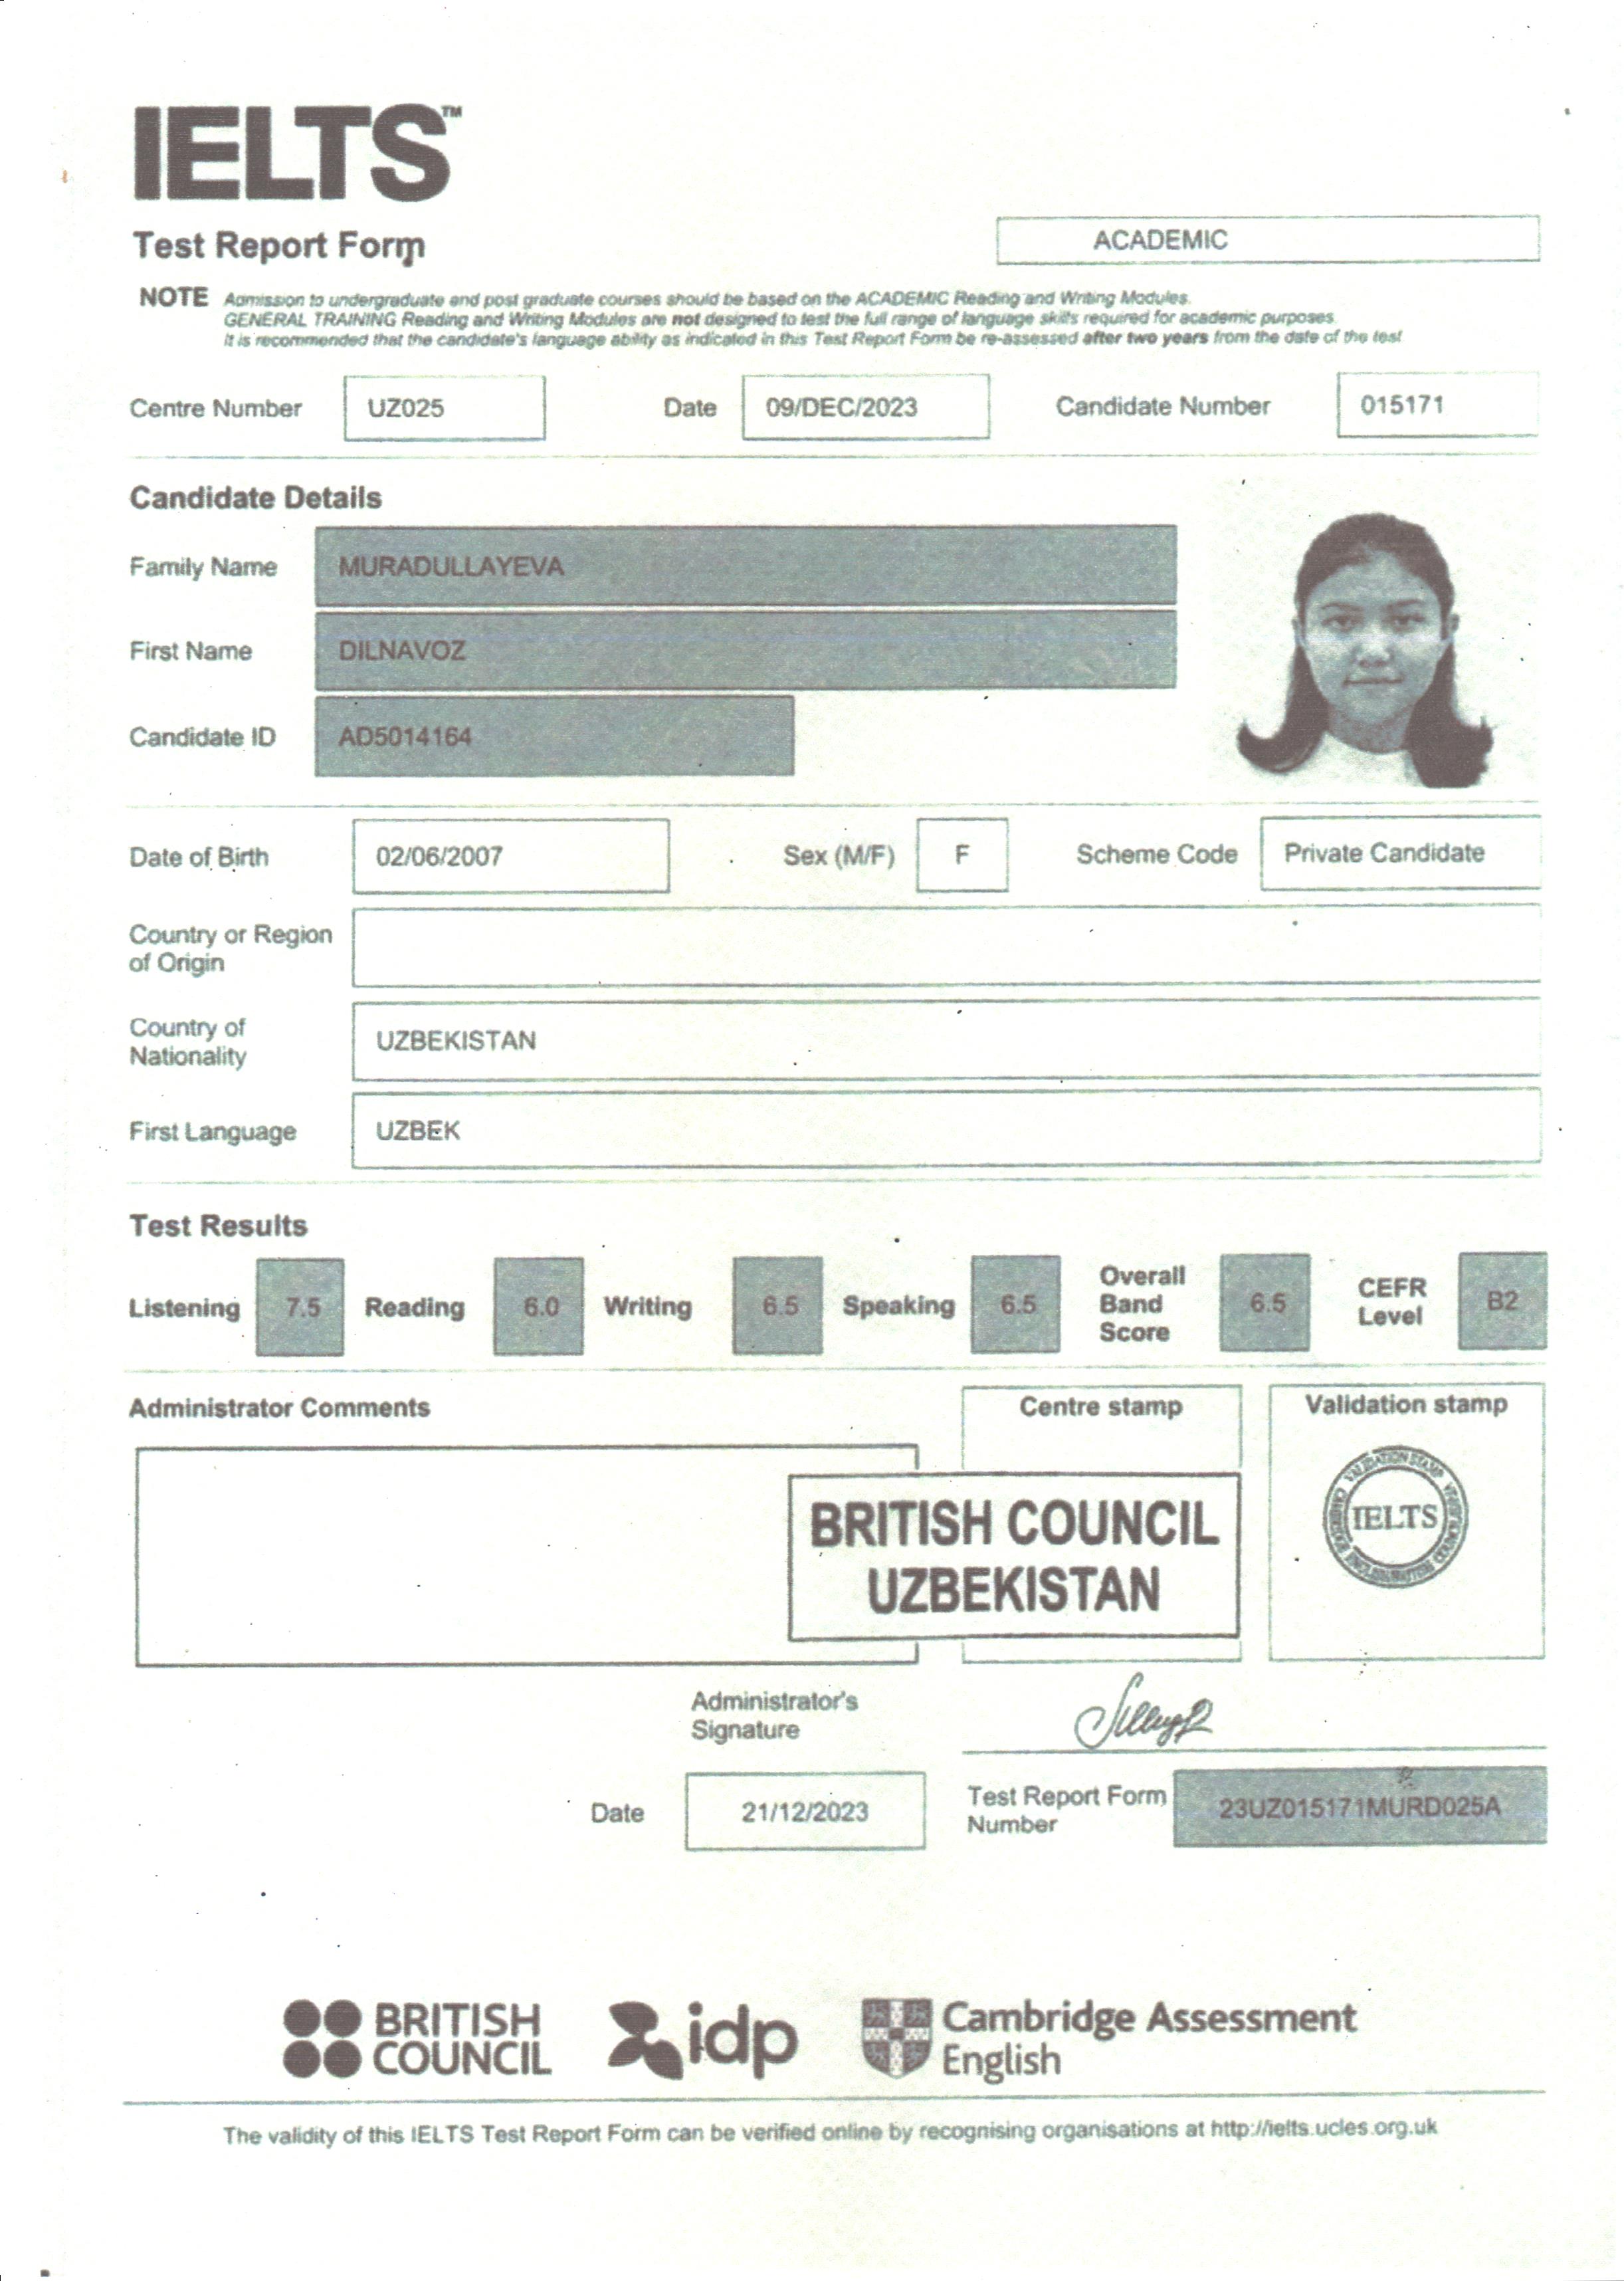 IELTS™
Test Report Form
ACADEMIC
NOTE Admission to undergraduate and post graduate courses should be based on the ACADEMIC Reading and Writing Modules.
GENERAL TRAINING Reading and Writing Modules are not designed to test the full range of language skills required for academic purposes.
It is recommended that the candidate's language ability as indicated in this Test Report Form be re-assessed after two years from the date of the test
Centre Number UZ025 Date 09/DEC/2023 Candidate Number 015171
Candidate Details
Family Name MURADULLAYEVA
First Name DILNAVOZ
Candidate ID AD5014164
Date of Birth 02/06/2007 Sex (M/F) F Scheme Code Private Candidate
Country or Region
of Origin
Country of
Nationality
UZBEKISTAN
First Language UZBEK
Test Results
Listening 7.5 Reading 6.0 Writing 6.5 Speaking 6.5 Overall Band Score 6.5 CEFR Level B2
Administrator Comments
Centre stamp
Validation stamp
BRITISH COUNCIL
UZBEKISTAN
VALIDATION STAMP
IELTS
Administrator's
Signature
Date 21/12/2023
Test Report Form
Number
23UZ015171MURD025A
BRITISH
COUNCIL
idp
Cambridge Assessment
English
The validity of this IELTS Test Report Form can be verified online by recognising organisations at http://ielts.ucles.org.uk